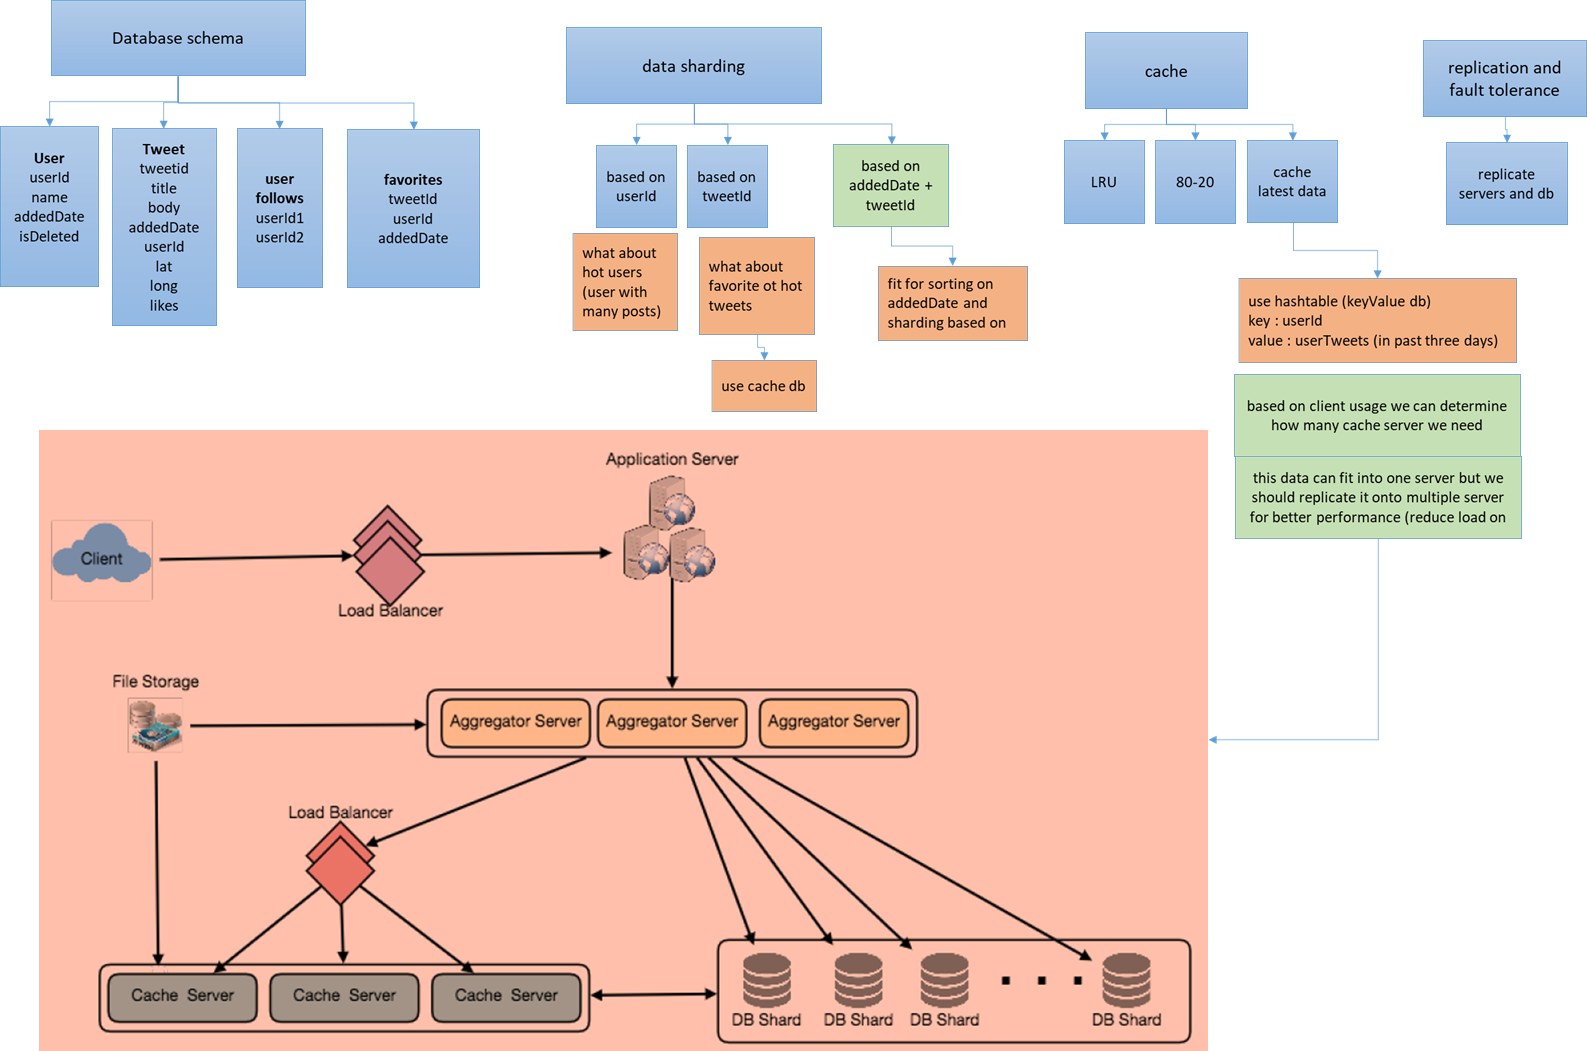 Database schema
User
userId
name
addedDate
isDeleted
Tweet
tweetid
title
body
addedDate
userId
lat
long
likes
user
follows
userId1
userId2
favorites
tweetId
userId
addedDate
data sharding
based on
userId
based on
tweetId
based on
addedDate +
tweetId
what about
hot users
(user with
many posts)
what about
favorite ot hot
tweets
use cache db
fit for sorting on
addedDate and
sharding based on
cache
LRU
80-20
cache
latest data
use hashtable (keyValue db)
key : userId
value : userTweets (in past three days)
based on client usage we can determine
how many cache server we need
this data can fit into one server but we
should replicate it onto multiple server
for better performance (reduce load on
replication and
fault tolerance
replicate
servers and db
Application Server
Client
Load Balancer
File Storage
Aggregator Server
Aggregator Server
Aggregator Server
Load Balancer
Cache Server
Cache Server
Cache Server
DB Shard
DB Shard
DB Shard
DB Shard